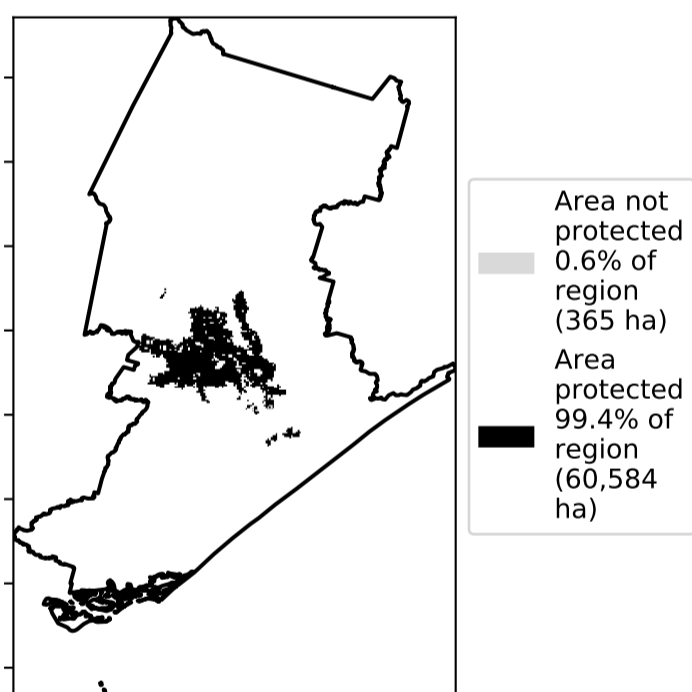 Area not
protected
0.6% of
region
(365 ha)
Area
protected
99.4% of
region
(60,584
ha)